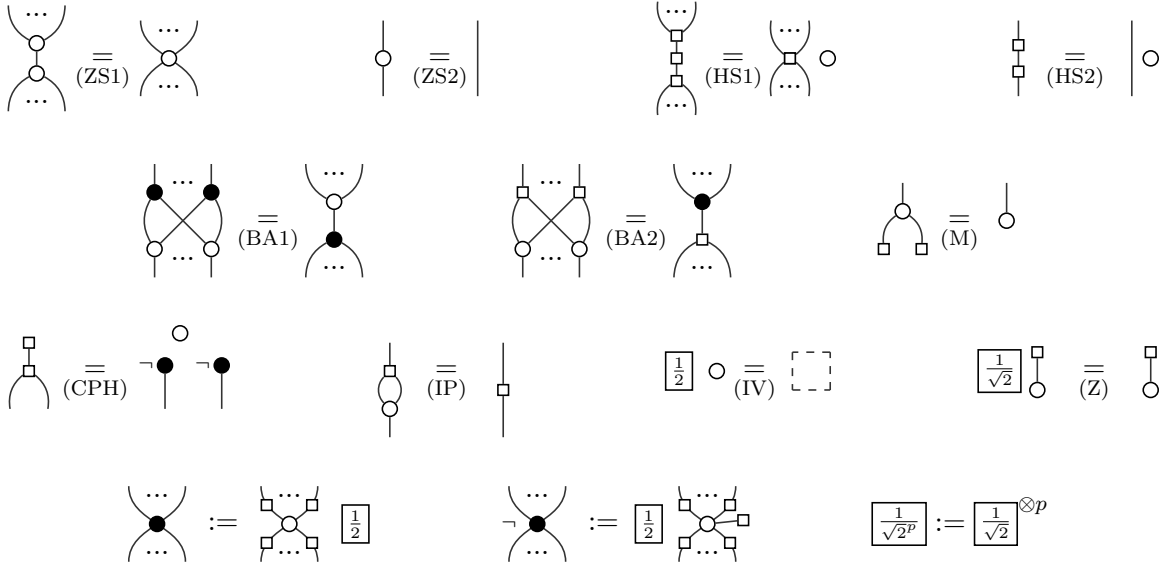 ... ... ... ...
= (ZS1) = (ZS2) = (HS1) = (HS2)
... ... ... ...
... ... ... ...
= (BA1) = (BA2) = (M)
... ... ... ...
¬ ¬ 1/2 1/√2
= (CPH) = (IP) = (IV) = (Z)
... ... ... ...
:= 1/2 ¬ := 1/2 1/√2^p := 1/√2 ⊗p
... ... ... ...